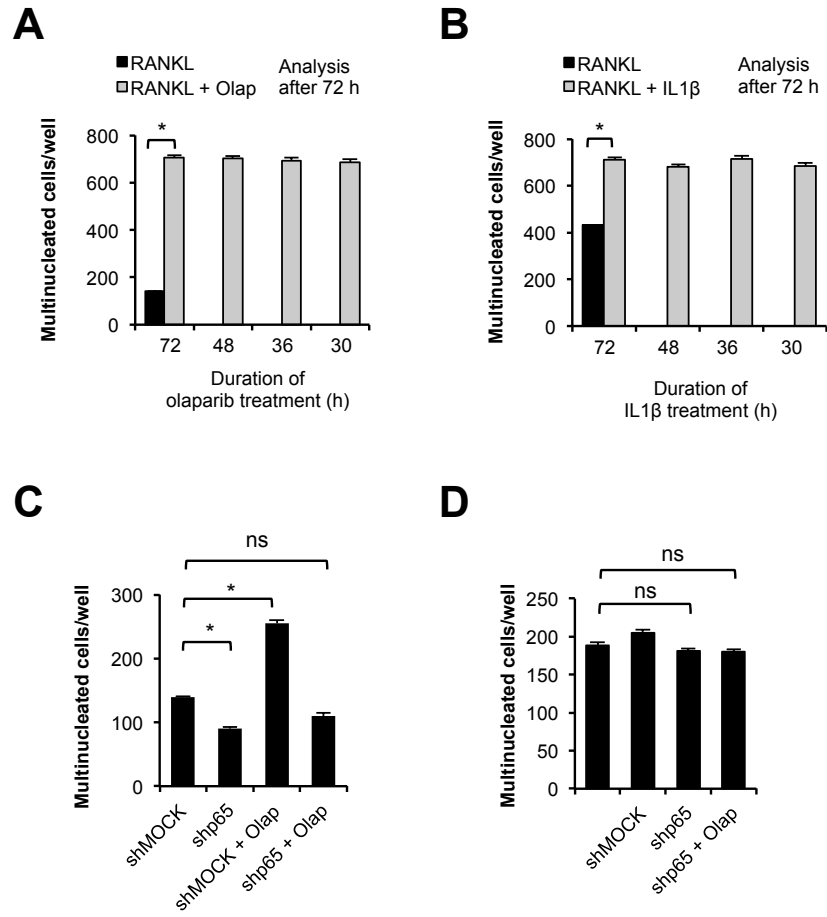 A
RANKL
RANKL + Olap
Analysis
after 72 h
*
Multinucleated cells/well
800
600
400
200
0
72 48 36 30
Duration of
olaparib treatment (h)
B
RANKL
RANKL + IL1β
Analysis
after 72 h
*
Multinucleated cells/well
800
600
400
200
0
72 48 36 30
Duration of
IL1β treatment (h)
C
ns
*
*
Multinucleated cells/well
300
200
100
0
shMOCK
shp65
shMOCK + Olap
shp65 + Olap
D
ns
ns
Multinucleated cells/well
250
200
150
100
50
0
shMOCK
shp65
shp65 + Olap